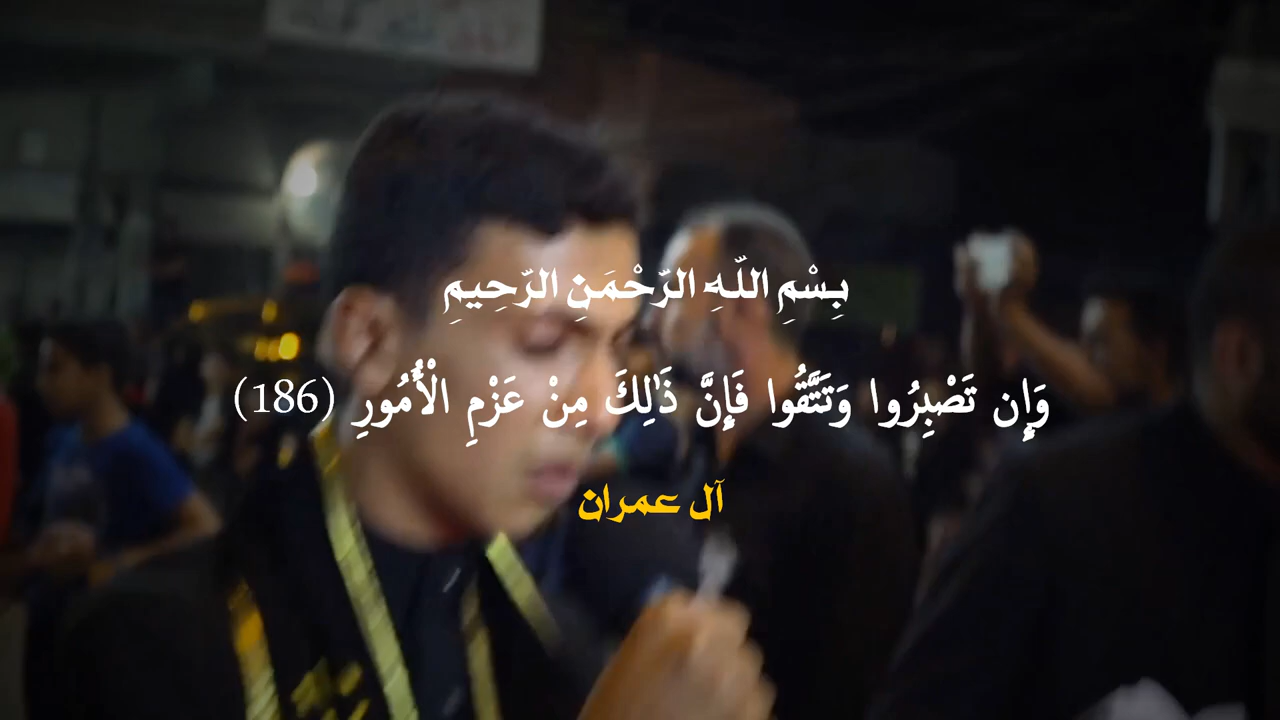 بِسْمِ اللّهِ الرّحْمَنِ الرّحِيمِ
وَإِن تَصْبِرُوا وَتَتَّقُوا فَإِنَّ ذَٰلِكَ مِنْ عَزْمِ الْأُمُورِ (186)
آل عمران